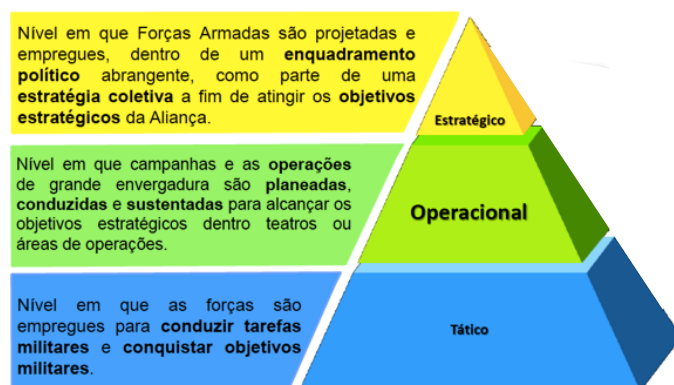 Nível em que Forças Armadas são projetadas e
empregues, dentro de um enquadramento
político abrangente, como parte de uma
estratégia coletiva a fim de atingir os objetivos
estratégicos da Aliança.
Estratégico
Nível em que campanhas e as operações
de grande envergadura são planeadas,
conduzidas e sustentadas para alcançar os
objetivos estratégicos dentro teatros ou
áreas de operações.
Operacional
Nível em que as forças são
empregues para conduzir tarefas
militares e conquistar objetivos
militares.
Tático